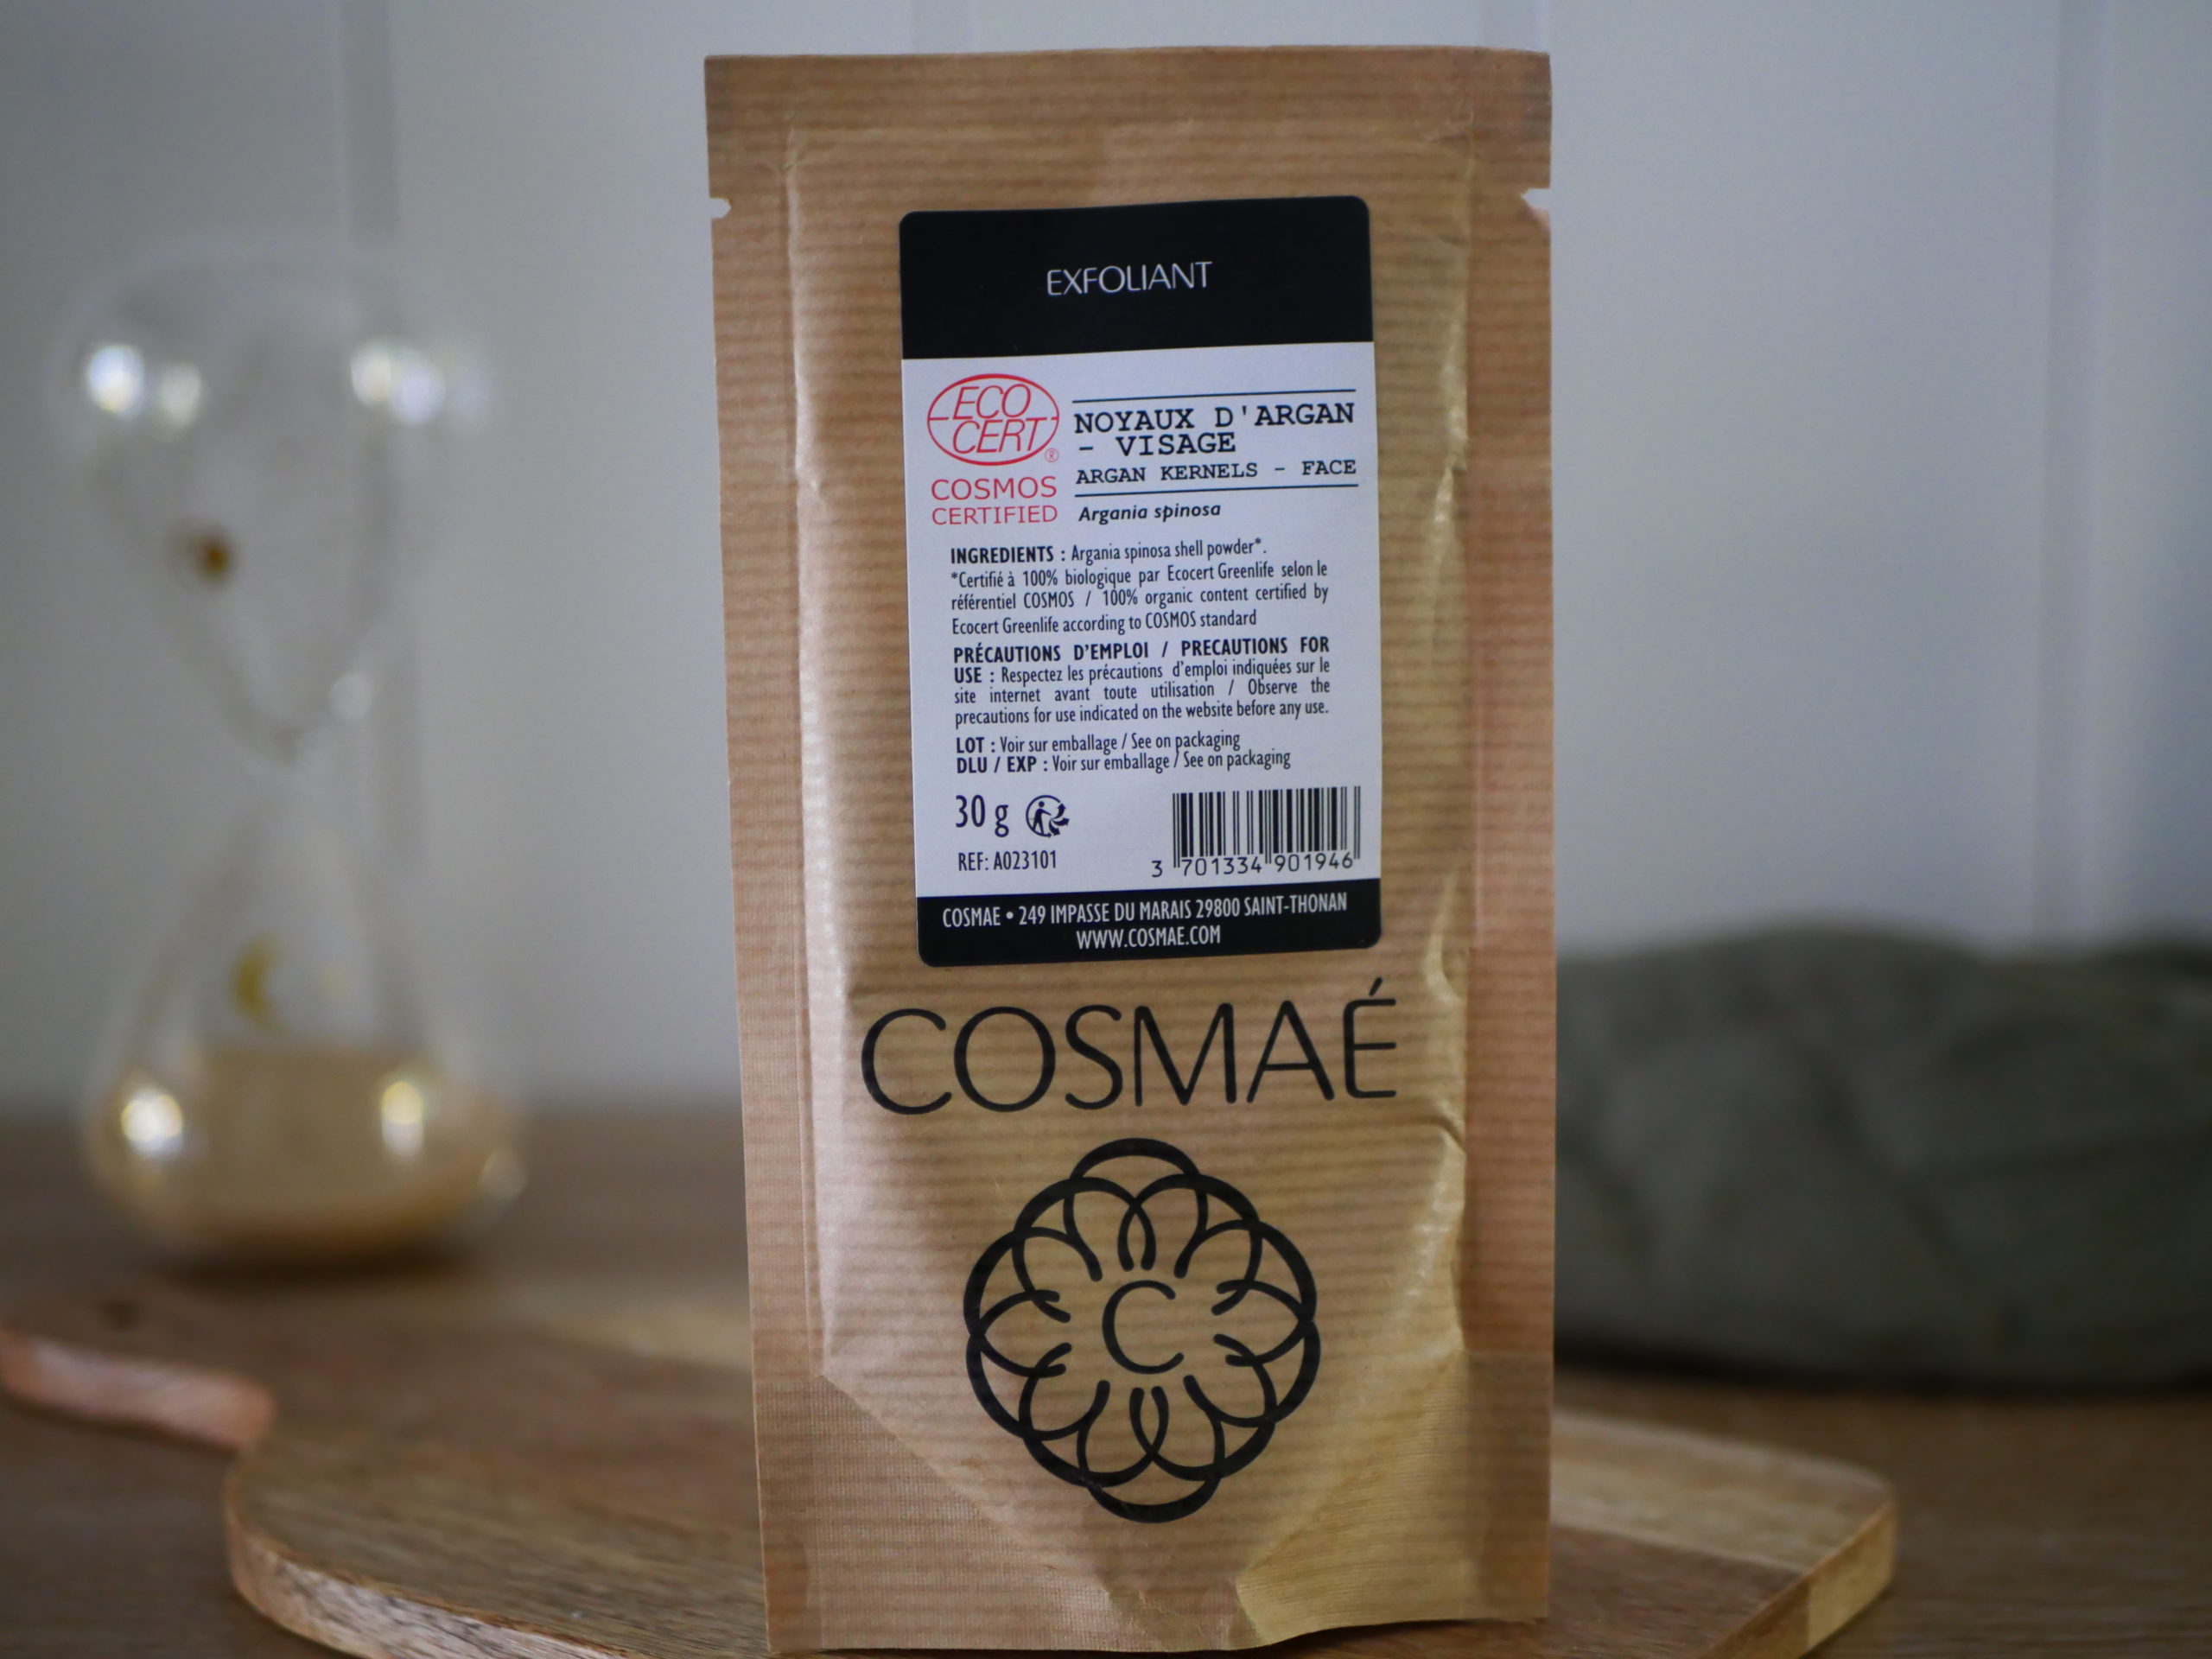 EXFOLIANT
ECO
CERT®
COSMOS
CERTIFIED
NOYAUX D'ARGAN
- VISAGE
ARGAN KERNELS - FACE
Argania spinosa
INGREDIENTS : Argania spinosa shell powder*.
*Certifié à 100% biologique par Ecocert Greenlife selon le
référentiel COSMOS / 100% organic content certified by
Ecocert Greenlife according to COSMOS standard
PRÉCAUTIONS D'EMPLOI / PRECAUTIONS FOR
USE : Respectez les précautions d'emploi indiquées sur le
site internet avant toute utilisation / Observe the
precautions for use indicated on the website before any use.
LOT : Voir sur emballage / See on packaging
DLU / EXP : Voir sur emballage / See on packaging
30 g
REF: A023101
3 701334 901946
COSMAE • 249 IMPASSE DU MARAIS 29800 SAINT-THONAN
WWW.COSMAE.COM
COSMAÉ
C